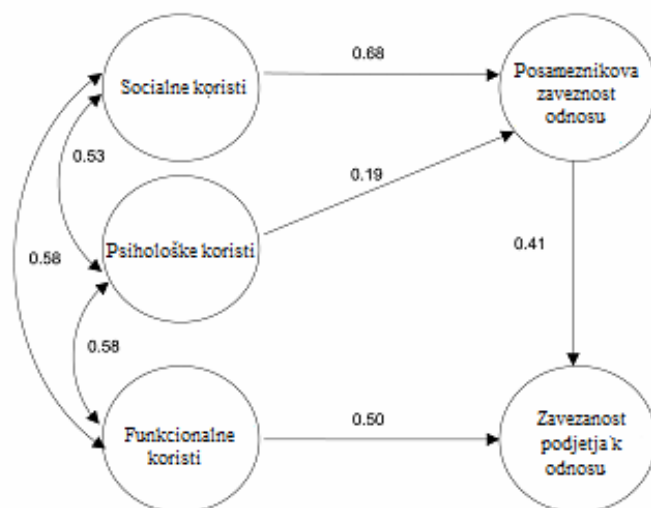 Socialne koristi
0.68
Posameznikova
zaveznost
odnosu
0.53
0.19
Psihološke koristi
0.58
0.41
0.58
Funkcionalne
koristi
0.50
Zavezanost
podjetja k
odnosu